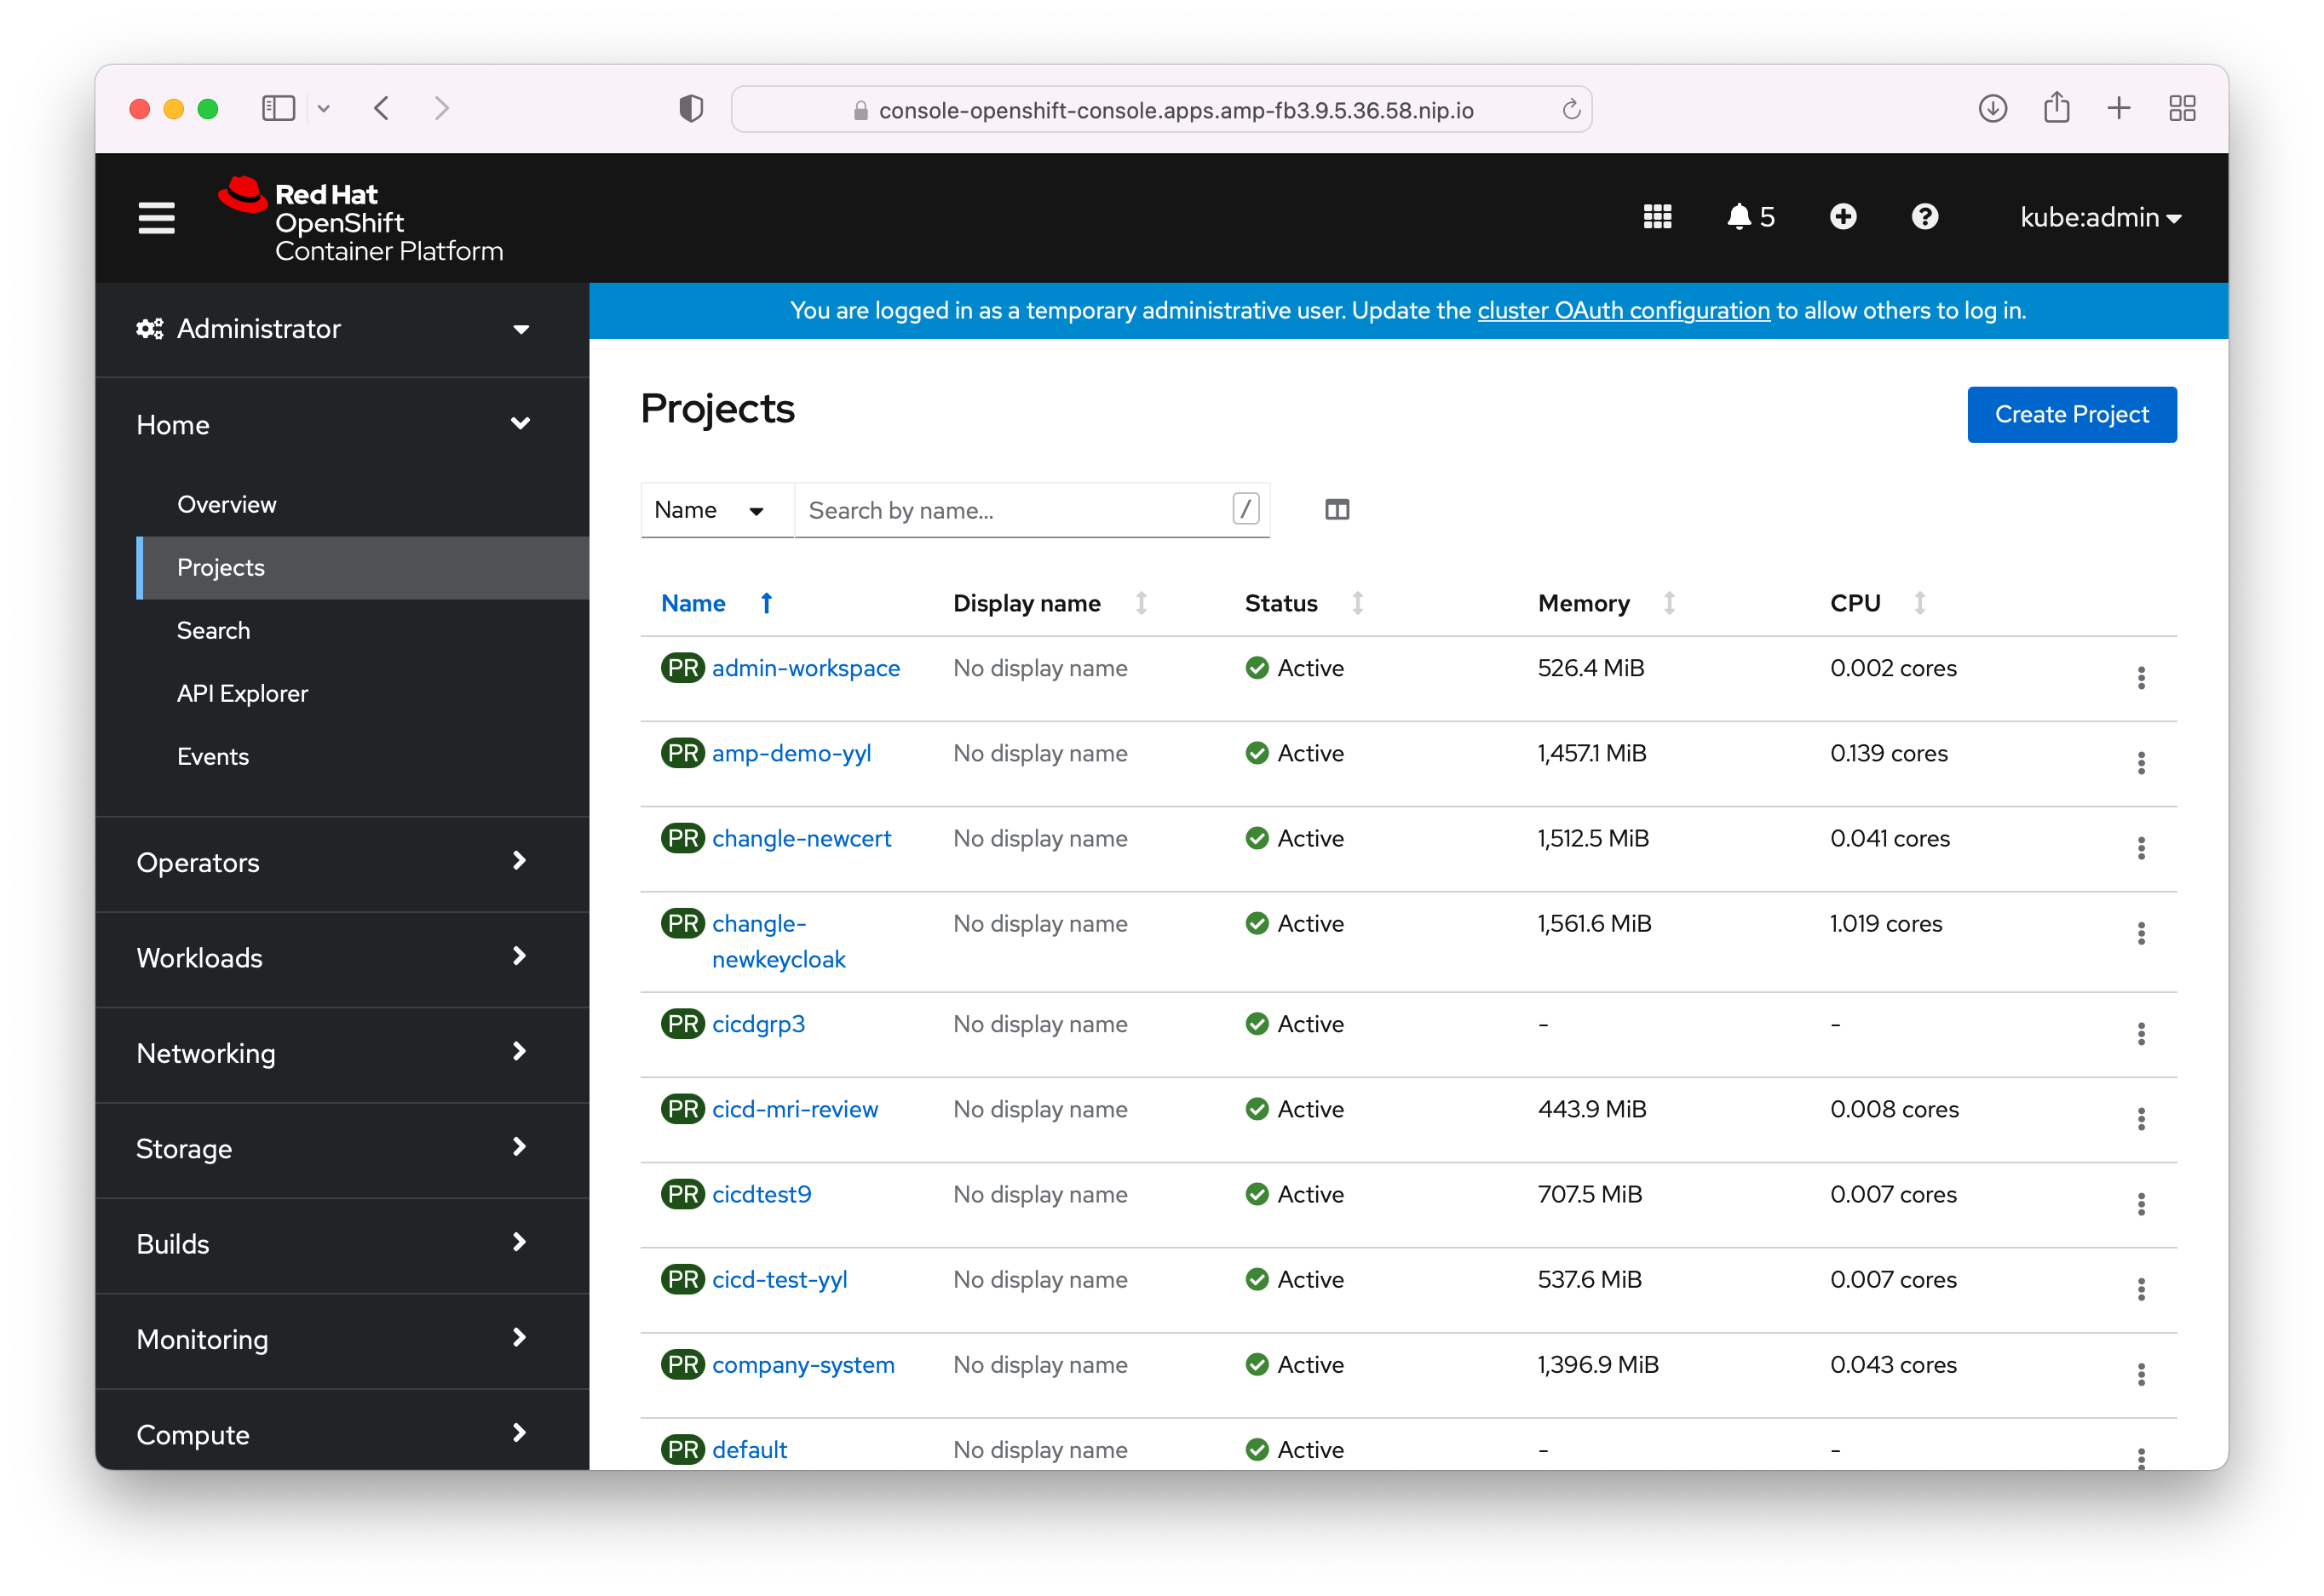 console-openshift-console.apps.amp-fb3.9.5.36.58.nip.io
Red Hat
OpenShift
Container Platform
5
kube:admin
Administrator
You are logged in as a temporary administrative user. Update the cluster OAuth configuration to allow others to log in.
Home
Overview
Projects
Search
API Explorer
Events
Operators
Workloads
Networking
Storage
Builds
Monitoring
Compute
Projects
Create Project
Name Search by name... /
Name Display name Status Memory CPU
PR admin-workspace No display name Active 526.4 MiB 0.002 cores
PR amp-demo-yyl No display name Active 1,457.1 MiB 0.139 cores
PR changle-newcert No display name Active 1,512.5 MiB 0.041 cores
PR changle- No display name Active 1,561.6 MiB 1.019 cores
newkeycloak
PR cicdgrp3 No display name Active - -
PR cicd-mri-review No display name Active 443.9 MiB 0.008 cores
PR cicdtest9 No display name Active 707.5 MiB 0.007 cores
PR cicd-test-yyl No display name Active 537.6 MiB 0.007 cores
PR company-system No display name Active 1,396.9 MiB 0.043 cores
PR default No display name Active - -